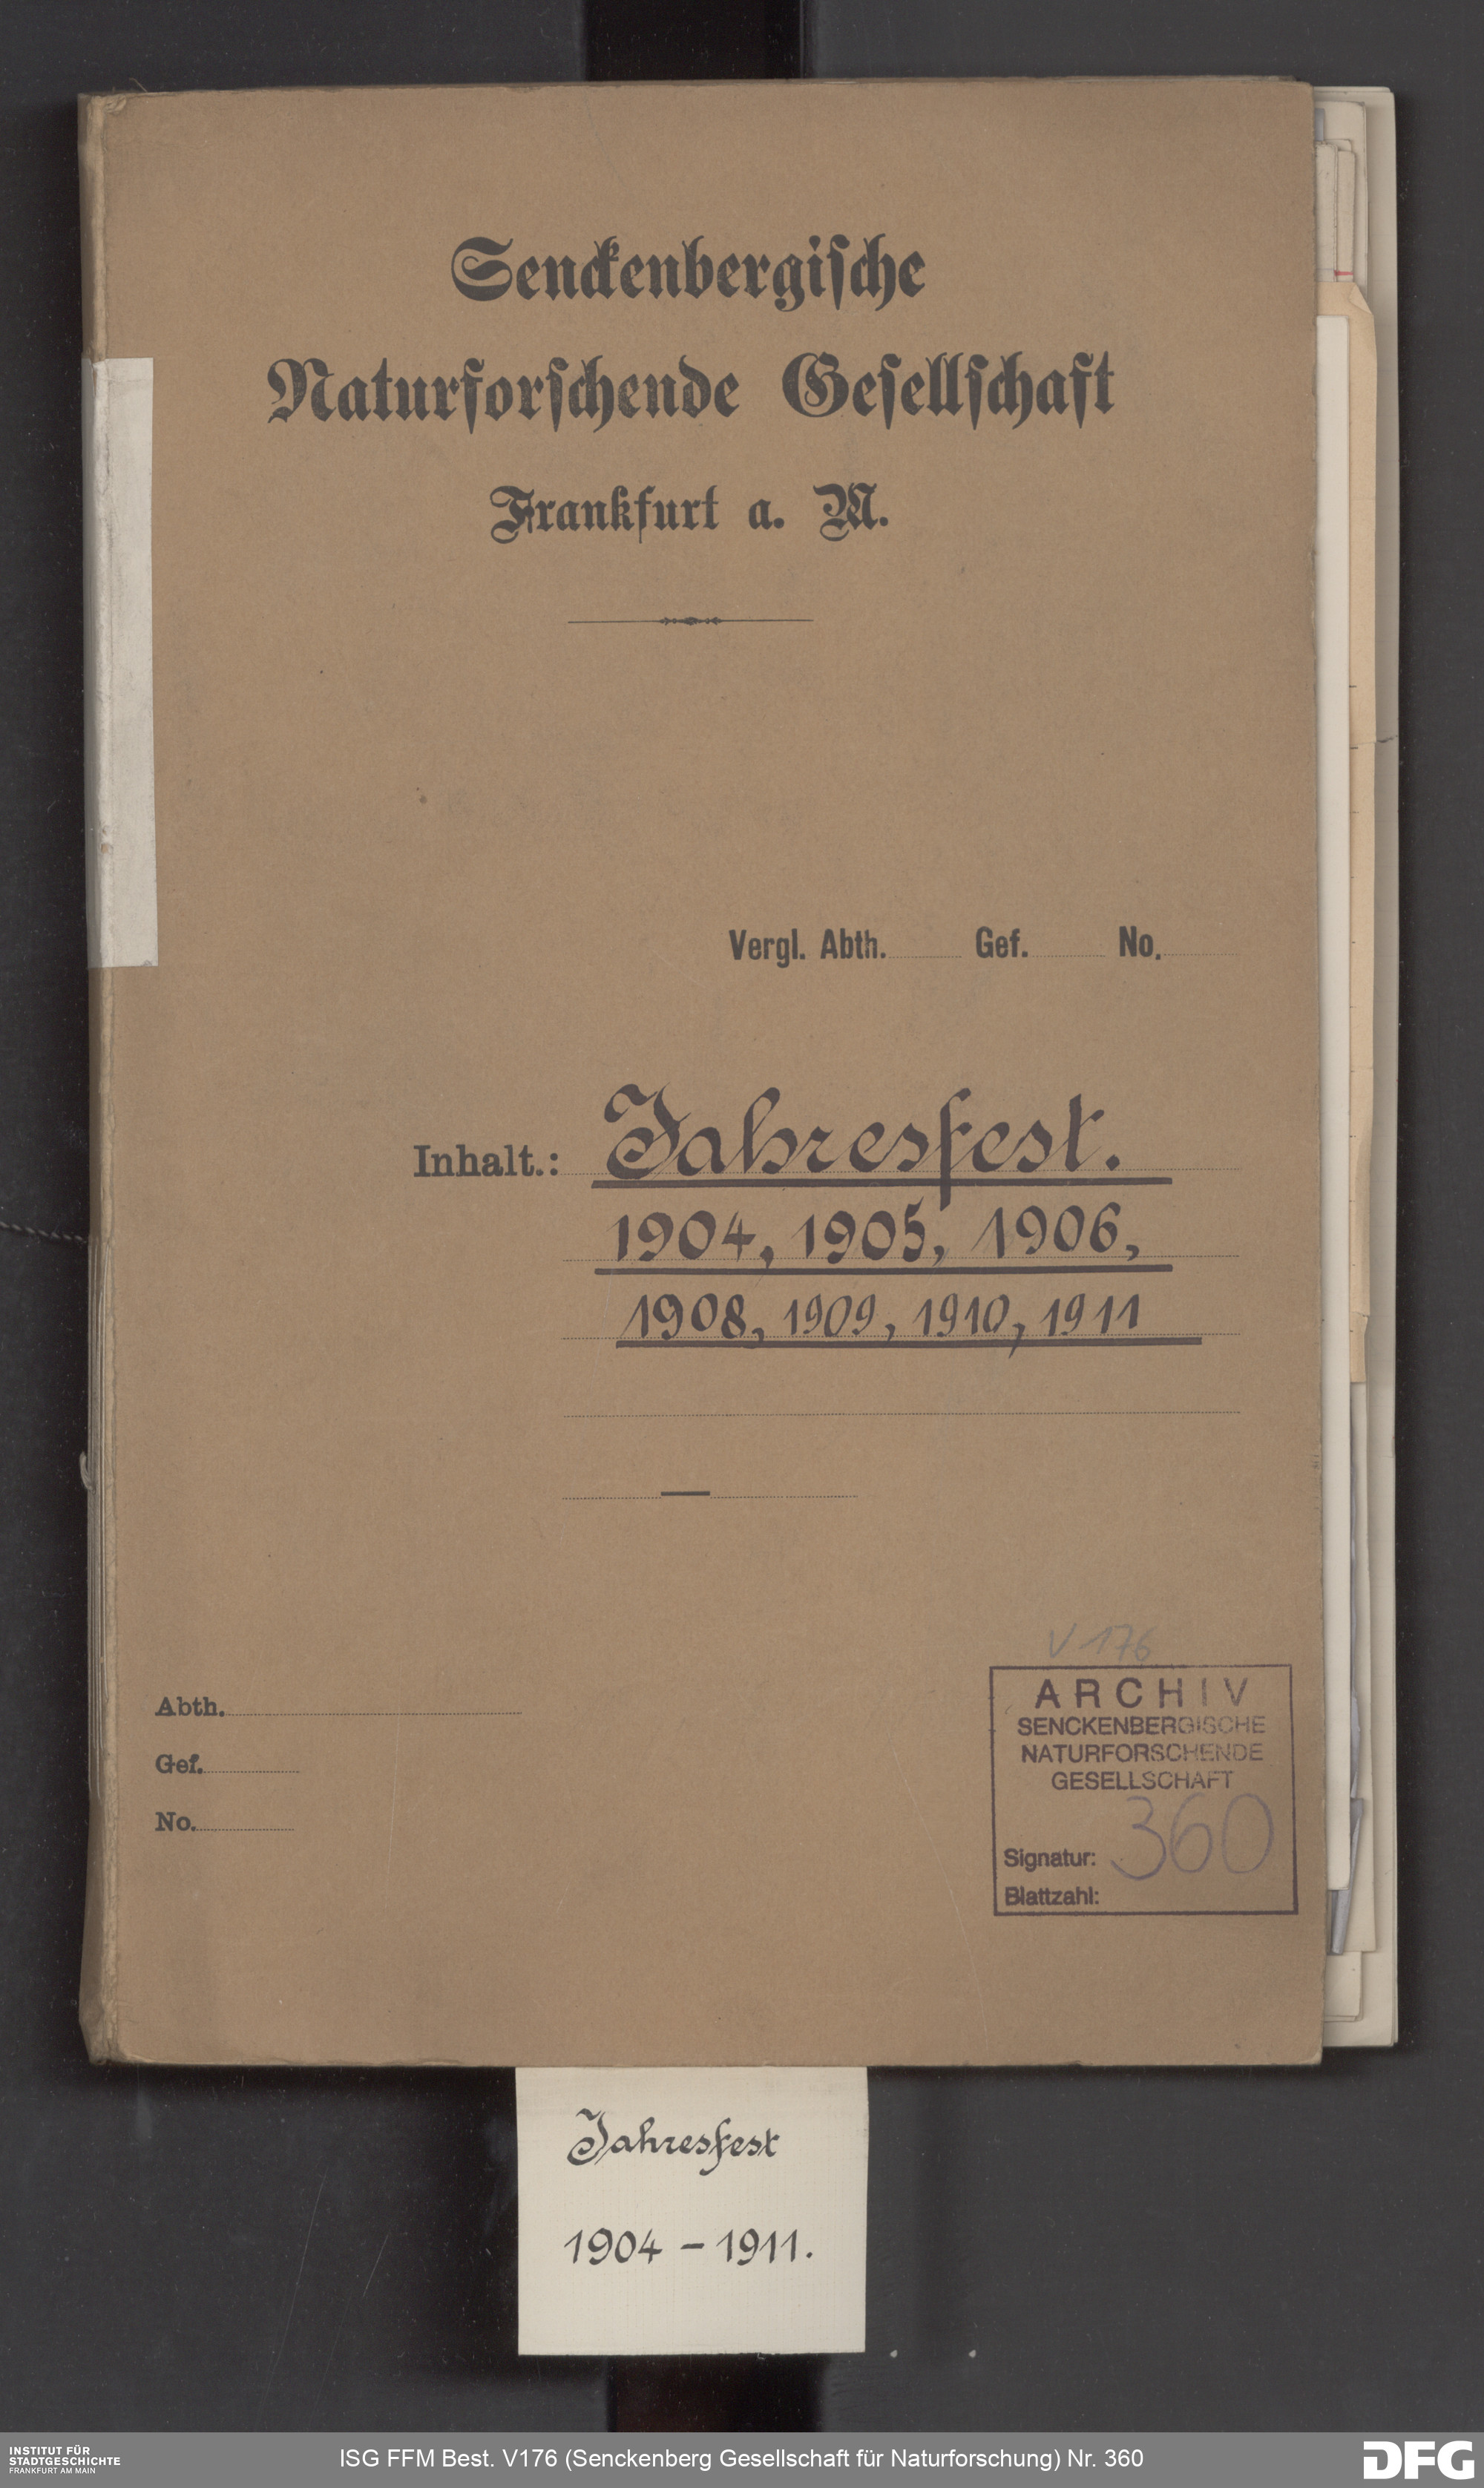 Senckenbergische
Naturforschende Gesellschaft
Frankfurt a. M.
Vergl. Abth. Gef. No.
Inhalt.: Jahresfest.
1904, 1905, 1906,
1908, 1909, 1910, 1911
—
V 176
Abth.
Gef.
No.
ARCHIV
SENCKENBERGISCHE
NATURFORSCHENDE
GESELLSCHAFT
Signatur: 360
Blattzahl:
Jahresfest
1904 – 1911.
INSTITUT FÜR
STADTGESCHICHTE
FRANKFURT AM MAIN
ISG FFM Best. V176 (Senckenberg Gesellschaft für Naturforschung) Nr. 360
DFG